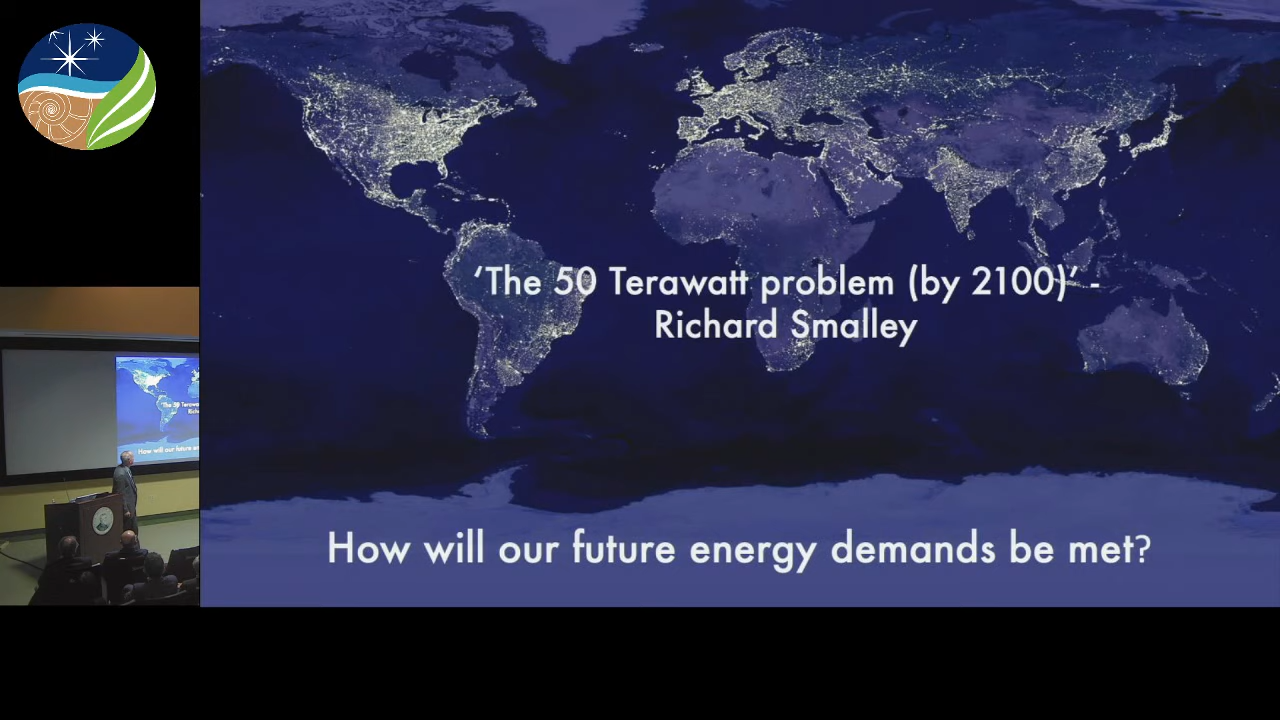 ‘The 50 Terawatt problem (by 2100)’ -
Richard Smalley
How will our future energy demands be met?